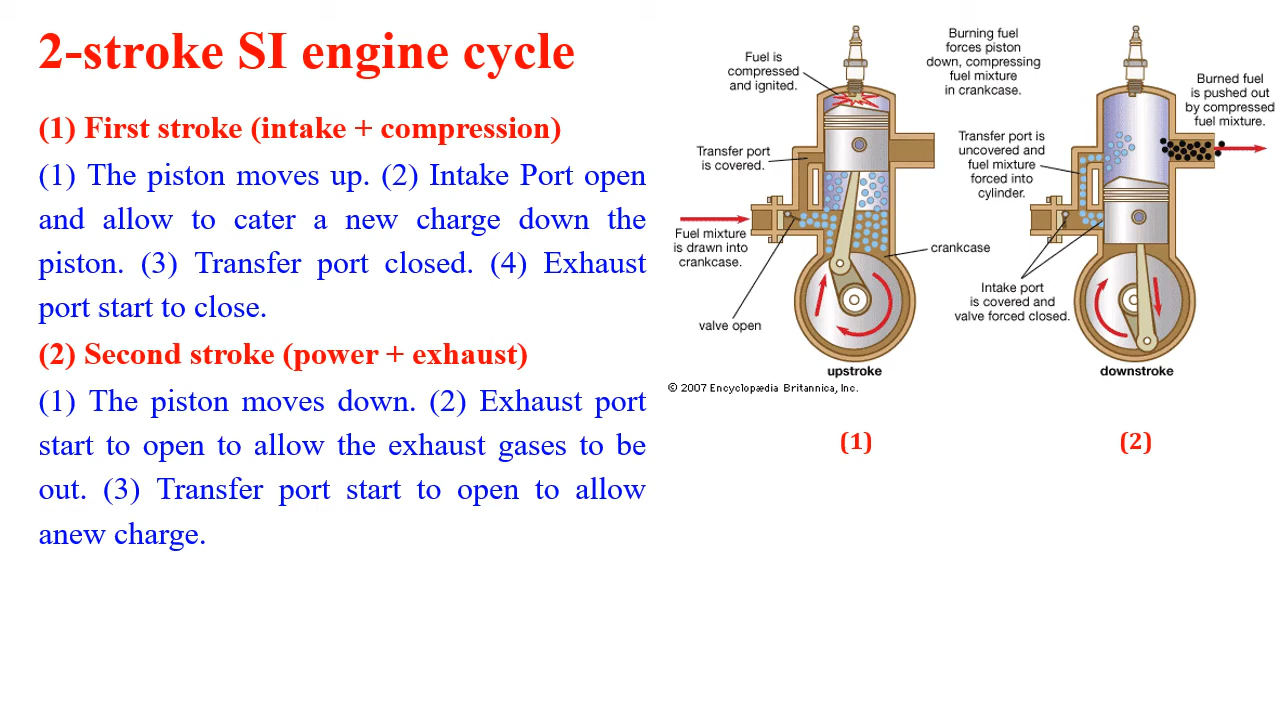 2-stroke SI engine cycle
(1) First stroke (intake + compression)
(1) The piston moves up. (2) Intake Port open
and allow to cater a new charge down the
piston. (3) Transfer port closed. (4) Exhaust
port start to close.
(2) Second stroke (power + exhaust)
(1) The piston moves down. (2) Exhaust port
start to open to allow the exhaust gases to be
out. (3) Transfer port start to open to allow
anew charge.
Fuel is
compressed
and ignited.
Transfer port
is covered.
Fuel mixture
is drawn into
crankcase.
valve open
crankcase
upstroke
© 2007 Encyclopædia Britannica, Inc.
(1)
Burning fuel
forces piston
down, compressing
fuel mixture
in crankcase.
Transfer port is
uncovered and
fuel mixture
forced into
cylinder.
Burned fuel
is pushed out
by compressed
fuel mixture.
Intake port
is covered and
valve forced closed.
downstroke
(2)